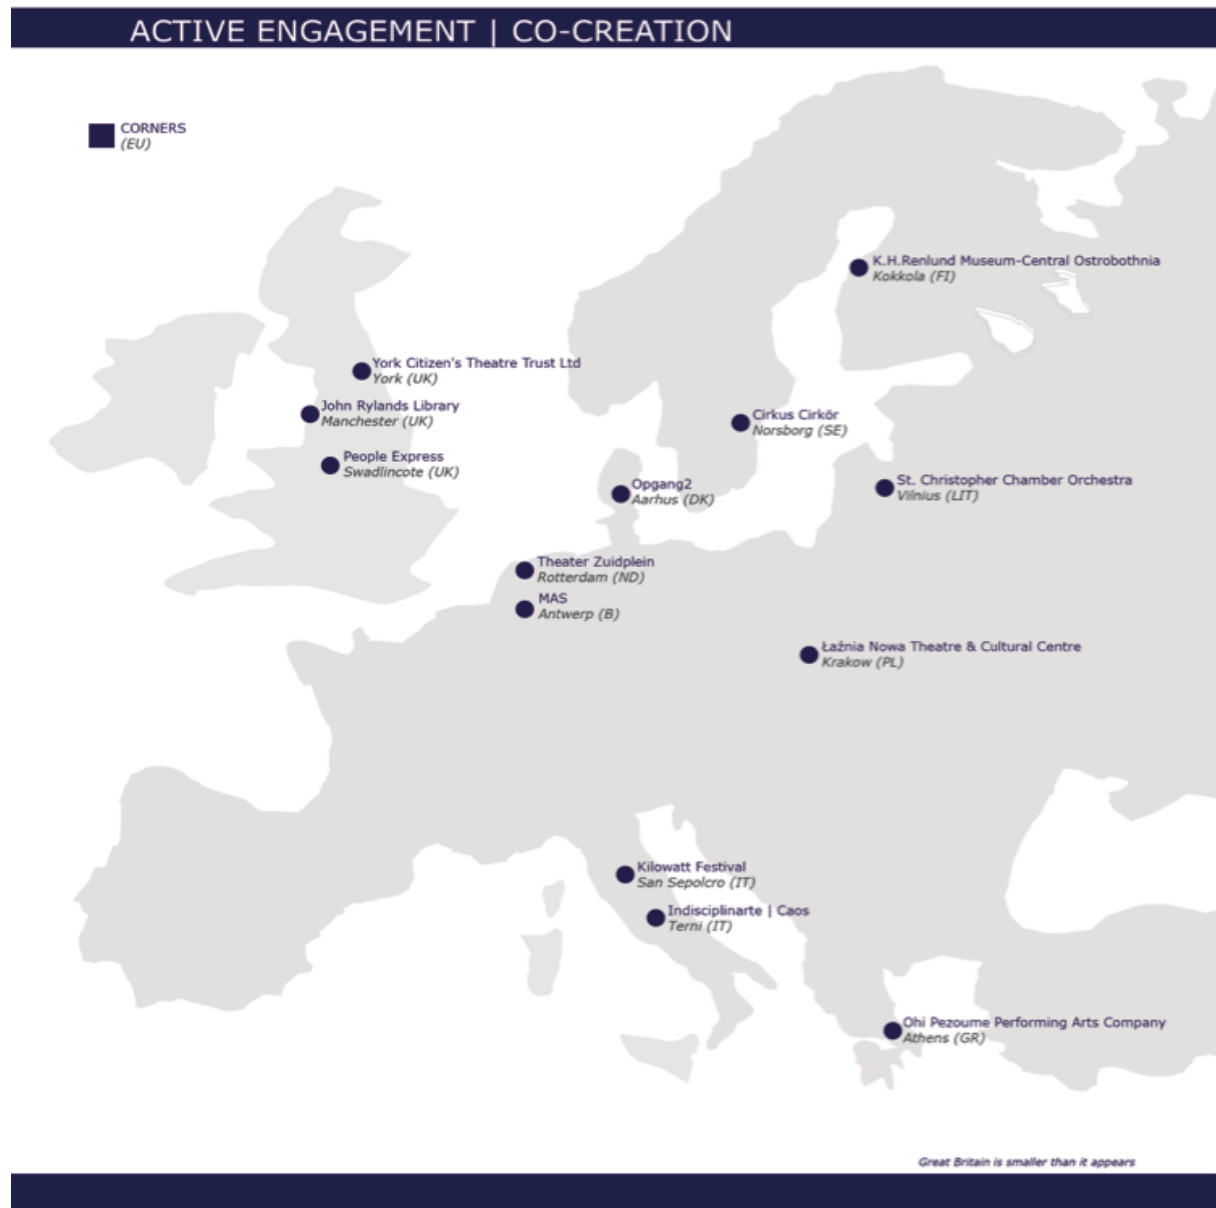 ACTIVE ENGAGEMENT | CO-CREATION
CORNERS
(EU)
K.H.Renlund Museum-Central Ostrobothnia
Kokkola (FI)
York Citizen's Theatre Trust Ltd
York (UK)
John Rylands Library
Manchester (UK)
Cirkus Cirkör
Norsborg (SE)
People Express
Swadlincote (UK)
Opgang2
Aarhus (DK)
St. Christopher Chamber Orchestra
Vilnius (LIT)
Theater Zuidplein
Rotterdam (ND)
MAS
Antwerp (B)
Łaźnia Nowa Theatre & Cultural Centre
Krakow (PL)
Kilowatt Festival
San Sepolcro (IT)
Indisciplinarte | Caos
Terni (IT)
Ohi Pezoume Performing Arts Company
Athens (GR)
Great Britain is smaller than it appears